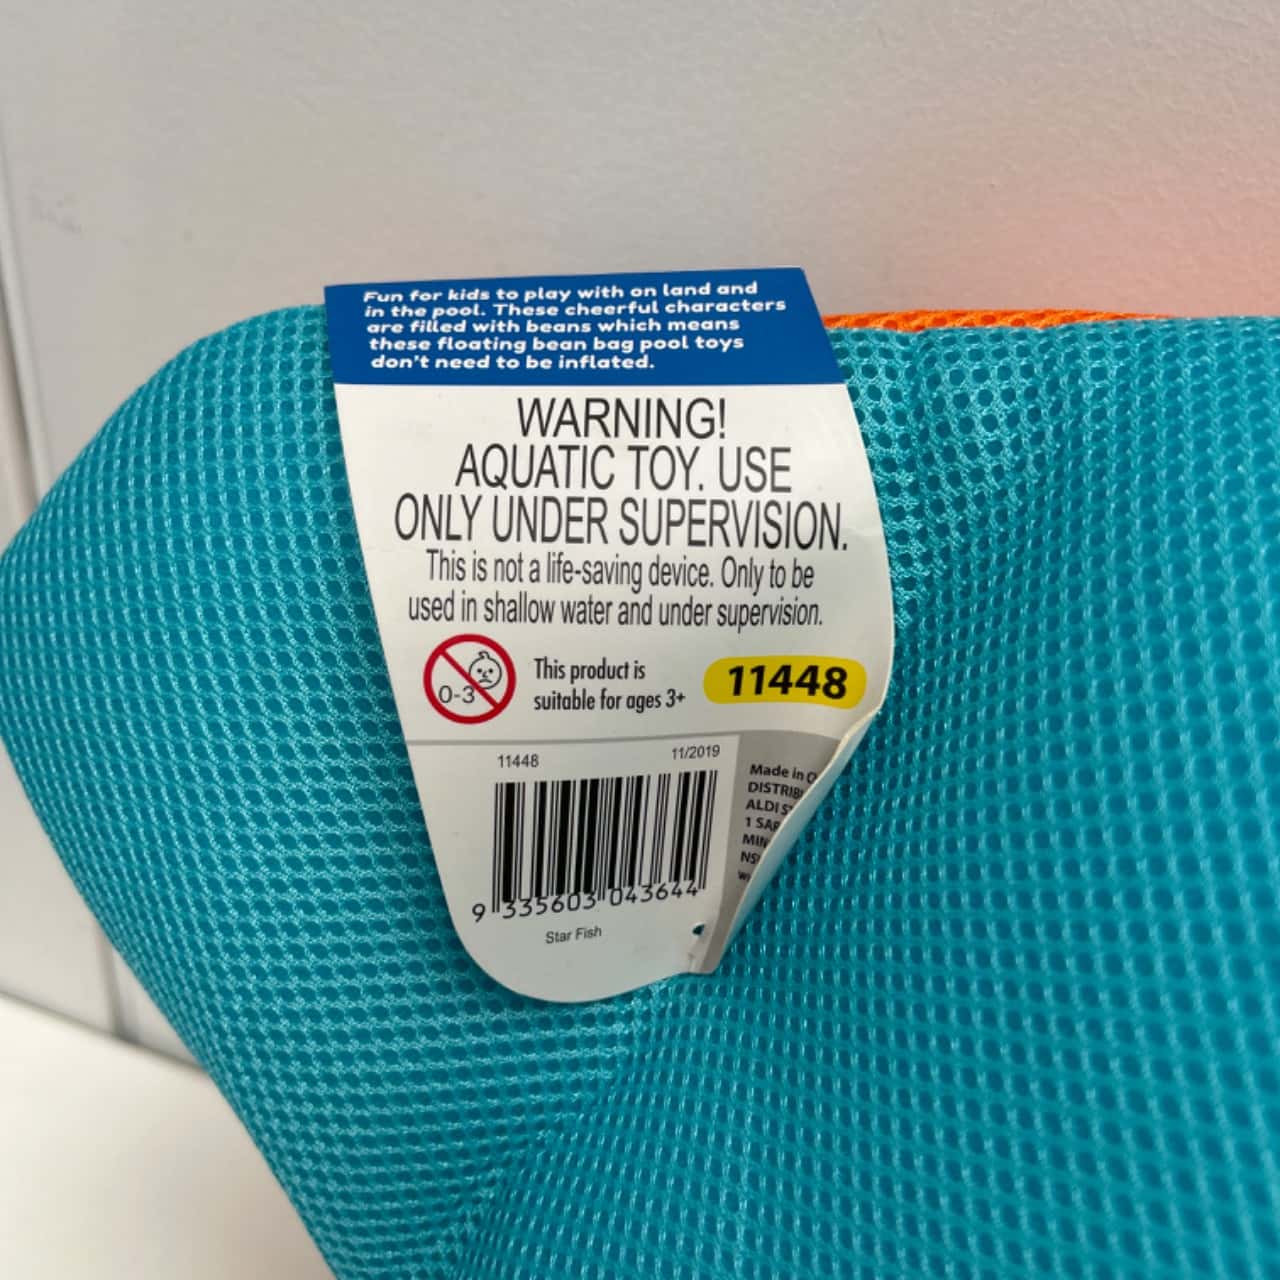 Fun for kids to play with on land and
in the pool. These cheerful characters
are filled with beans which means
these floating bean bag pool toys
don't need to be inflated.
WARNING!
AQUATIC TOY. USE
ONLY UNDER SUPERVISION.
This is not a life-saving device. Only to be
used in shallow water and under supervision.
0-3
This product is
suitable for ages 3+
11448
11448 11/2019
9 335603 043644
Star Fish
Made in
ALDI
1